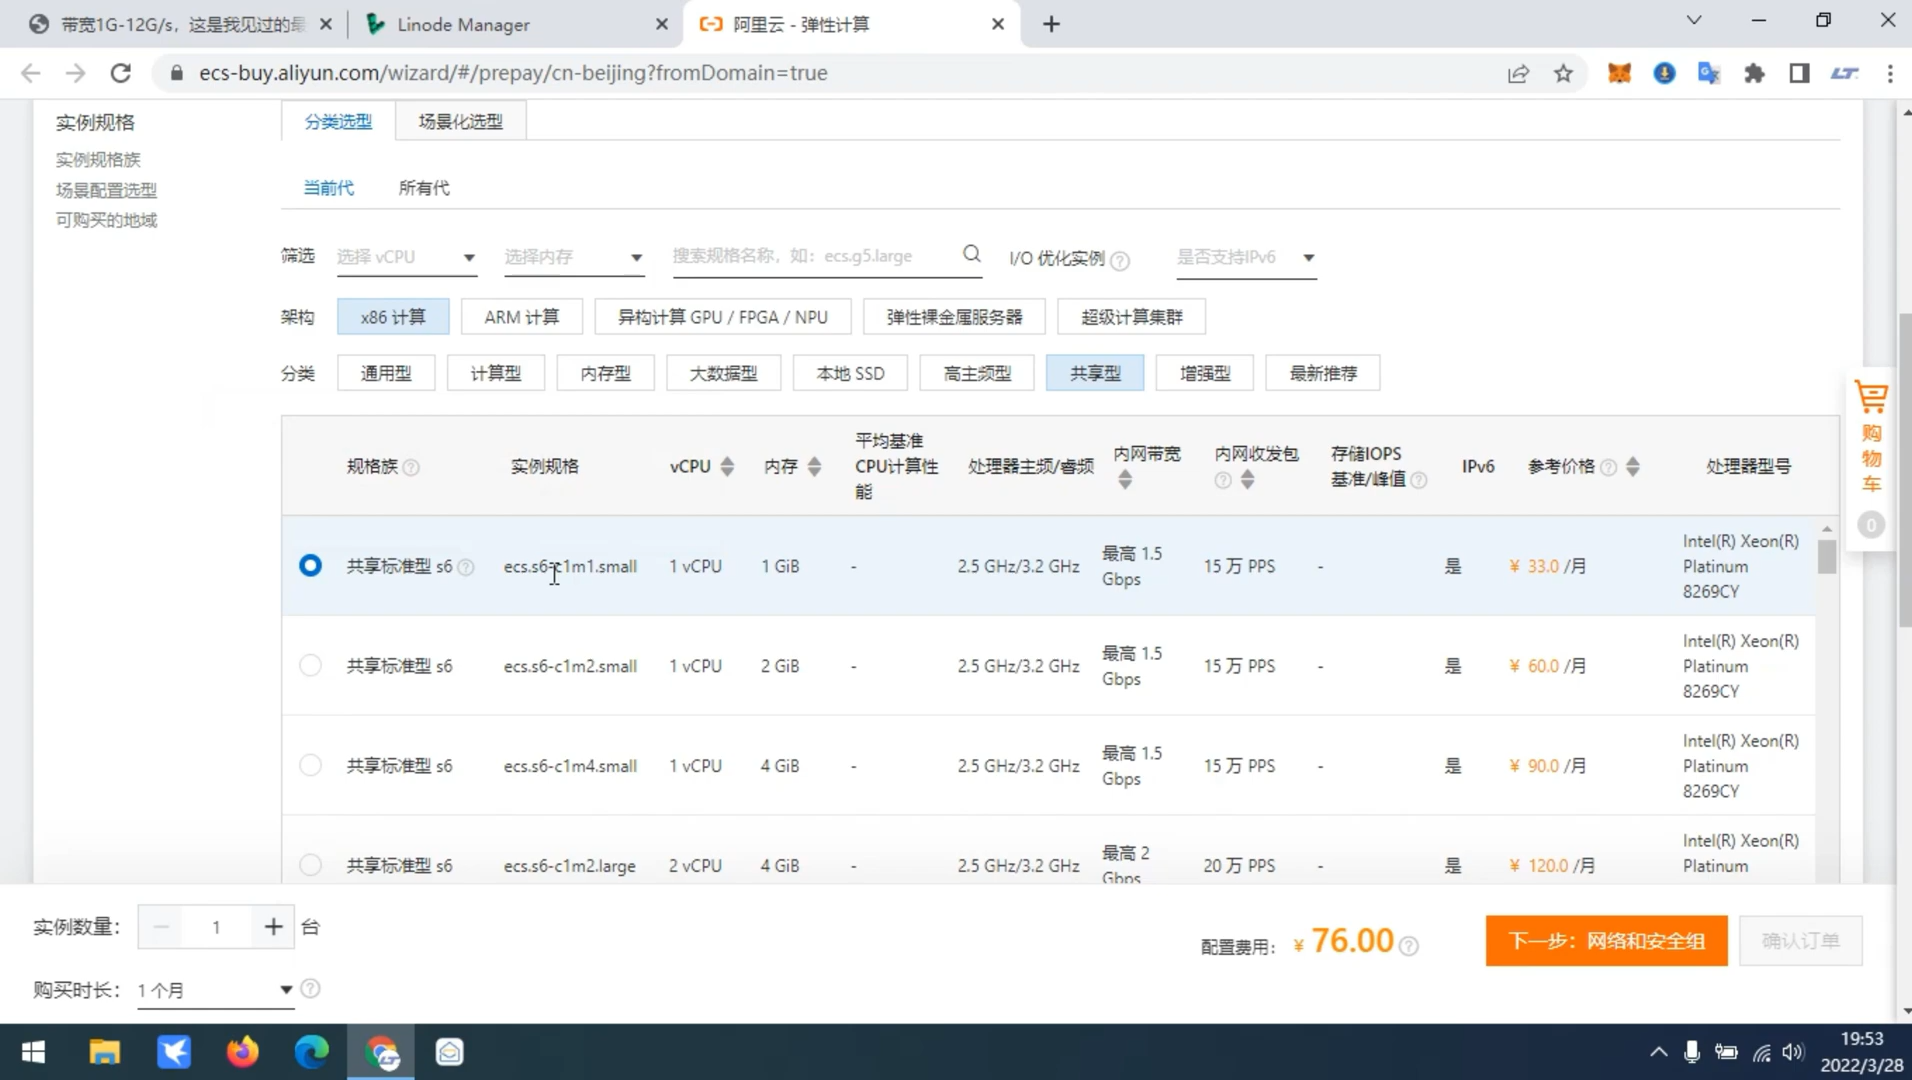 带宽1G-12G/s，这是我见过的最
Linode Manager
阿里云 - 弹性计算
ecs-buy.aliyun.com/wizard/#/prepay/cn-beijing?fromDomain=true
实例规格
实例规格族
场景配置选型
可购买的地域
分类选型
场景化选型
当前代
所有代
筛选
选择 vCPU
选择内存
搜索规格名称，如：ecs.g5.large
I/O 优化实例
是否支持IPv6
架构
x86 计算
ARM 计算
异构计算 GPU / FPGA / NPU
弹性裸金属服务器
超级计算集群
分类
通用型
计算型
内存型
大数据型
本地 SSD
高主频型
共享型
增强型
最新推荐
规格族
实例规格
vCPU
内存
平均基准
CPU计算性
能
处理器主频/睿频
内网带宽
内网收发包
存储IOPS
基准/峰值
IPv6
参考价格
处理器型号
共享标准型 s6
ecs.s6-c1m1.small
1 vCPU
1 GiB
-
2.5 GHz/3.2 GHz
最高 1.5
Gbps
15 万 PPS
-
是
¥ 33.0 /月
Intel(R) Xeon(R)
Platinum
8269CY
共享标准型 s6
ecs.s6-c1m2.small
1 vCPU
2 GiB
-
2.5 GHz/3.2 GHz
最高 1.5
Gbps
15 万 PPS
-
是
¥ 60.0 /月
Intel(R) Xeon(R)
Platinum
8269CY
共享标准型 s6
ecs.s6-c1m4.small
1 vCPU
4 GiB
-
2.5 GHz/3.2 GHz
最高 1.5
Gbps
15 万 PPS
-
是
¥ 90.0 /月
Intel(R) Xeon(R)
Platinum
8269CY
共享标准型 s6
ecs.s6-c1m2.large
2 vCPU
4 GiB
-
2.5 GHz/3.2 GHz
最高 2
Gbps
20 万 PPS
-
是
¥ 120.0 /月
Intel(R) Xeon(R)
Platinum
购
物
车
0
实例数量：
1
台
购买时长：
1 个月
配置费用：
¥ 76.00
下一步：网络和安全组
确认订单
19:53
2022/3/28